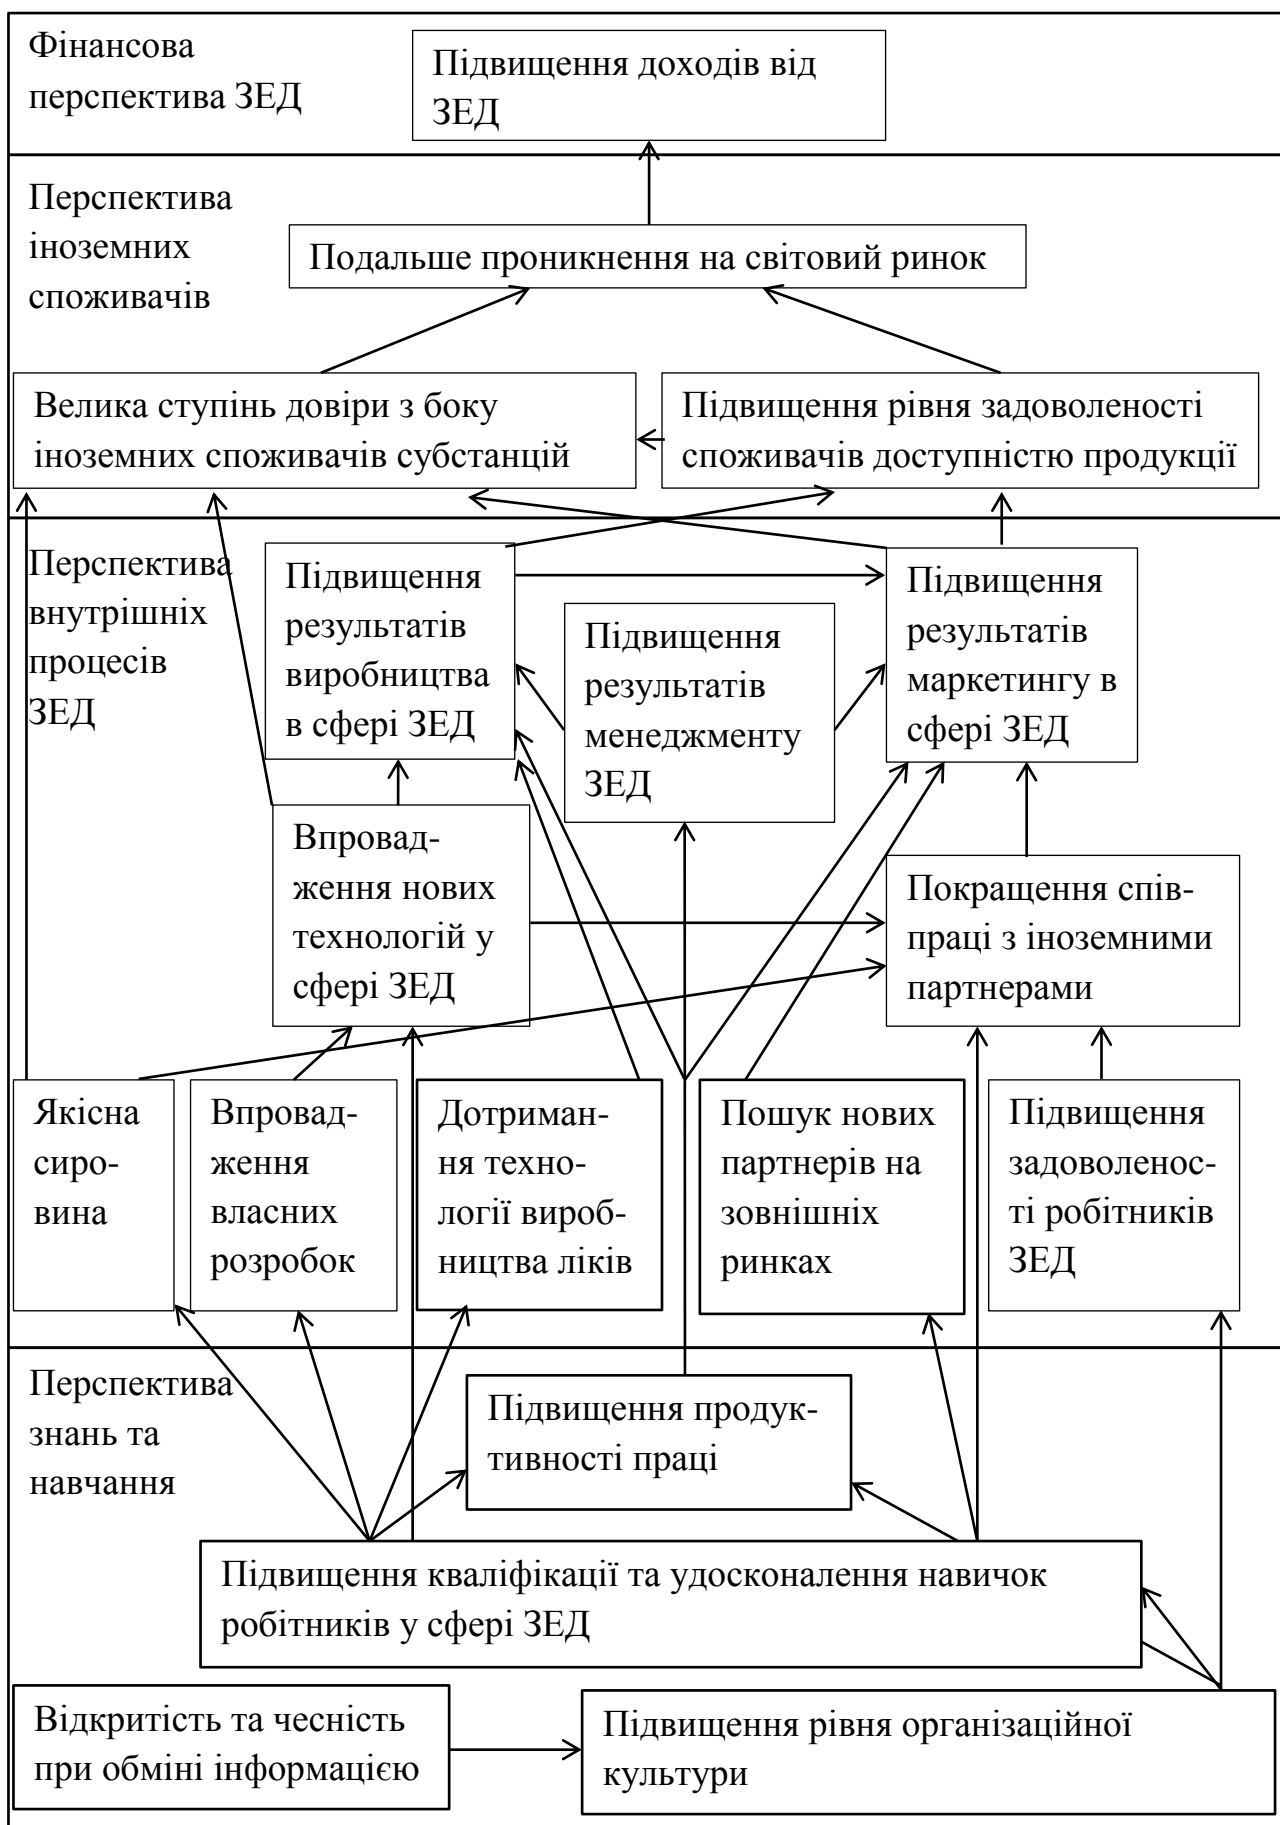 Фінансова
перспектива ЗЕД
Підвищення доходів від
ЗЕД
Перспектива
іноземних
споживачів
Подальше проникнення на світовий ринок
Велика ступінь довіри з боку
іноземних споживачів субстанцій
Підвищення рівня задоволеності
споживачів доступністю продукції
Перспектива
внутрішніх
процесів
ЗЕД
Підвищення
результатів
виробництва
в сфері ЗЕД
Підвищення
результатів
менеджменту
ЗЕД
Підвищення
результатів
маркетингу в
сфері ЗЕД
Впровад-
ження нових
технологій у
сфері ЗЕД
Покращення спів-
праці з іноземними
партнерами
Якісна
сиро-
вина
Впровад-
ження
власних
розробок
Дотриман-
ня техно-
логії вироб-
ництва ліків
Пошук нових
партнерів на
зовнішніх
ринках
Підвищення
задоволенос-
ті робітників
ЗЕД
Перспектива
знань та
навчання
Підвищення продук-
тивності праці
Підвищення кваліфікації та удосконалення навичок
робітників у сфері ЗЕД
Відкритість та чесність
при обміні інформацією
Підвищення рівня організаційної
культури